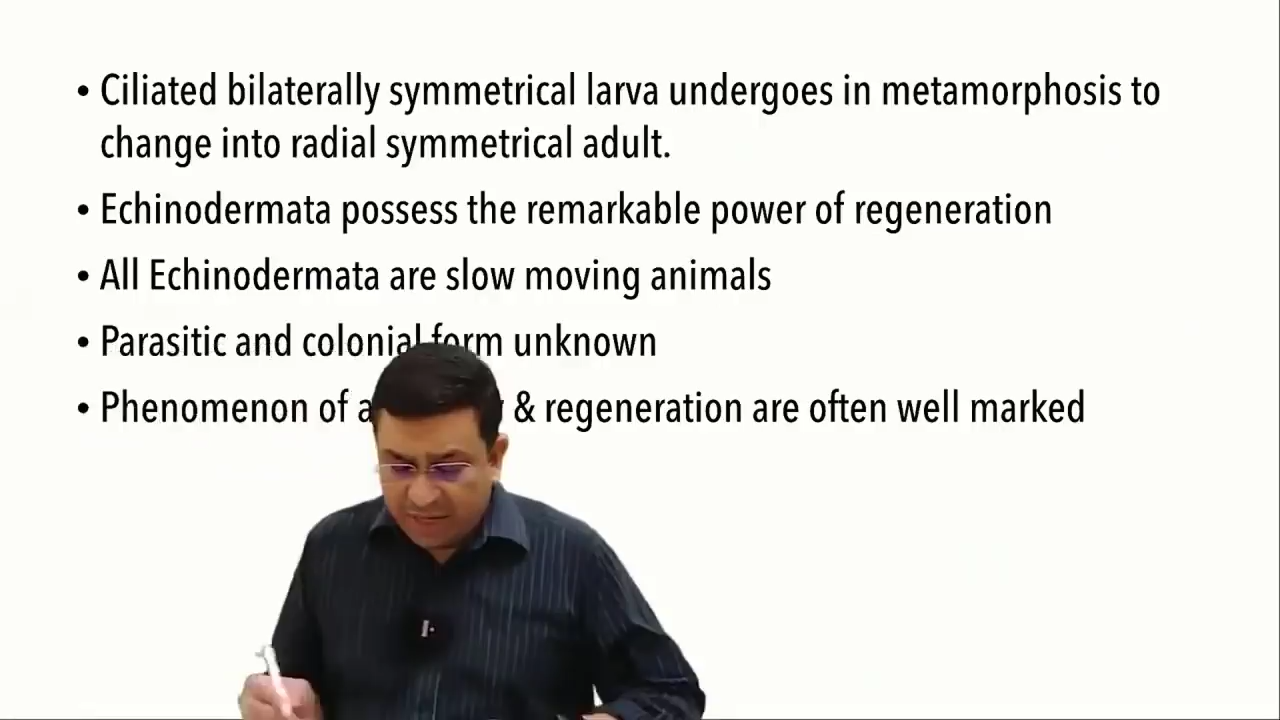 • Ciliated bilaterally symmetrical larva undergoes in metamorphosis to
change into radial symmetrical adult.
• Echinodermata possess the remarkable power of regeneration
• All Echinodermata are slow moving animals
• Parasitic and colonial form unknown
• Phenomenon of & regeneration are often well marked